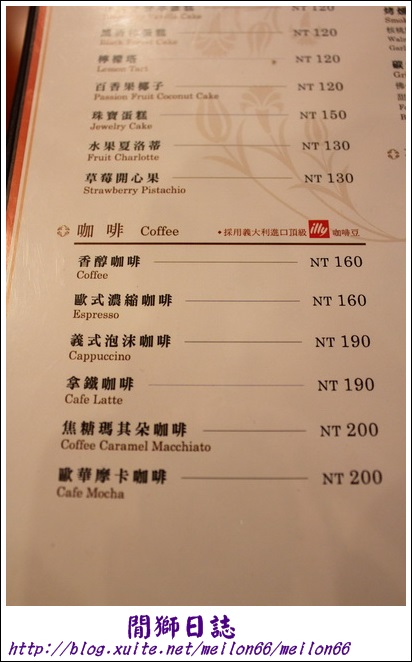 Cake
NT 120
黑森林蛋糕
Black Forest Cake
NT 120
檸檬塔
Lemon Tart
NT 120
百香果椰子
Passion Fruit Coconut Cake
NT 120
珠寶蛋糕
Jewelry Cake
NT 150
水果夏洛蒂
Fruit Charlotte
NT 130
草莓開心果
Strawberry Pistachio
NT 130
咖啡 Coffee •採用義大利進口頂級 illy 咖啡豆
香醇咖啡
Coffee
NT 160
歐式濃縮咖啡
Espresso
NT 160
義式泡沫咖啡
Cappuccino
NT 190
拿鐵咖啡
Cafe Latte
NT 190
焦糖瑪其朵咖啡
Coffee Caramel Macchiato
NT 200
歐華摩卡咖啡
Cafe Mocha
NT 200
閒獅日誌
http://blog.xuite.net/meilon66/meilon66